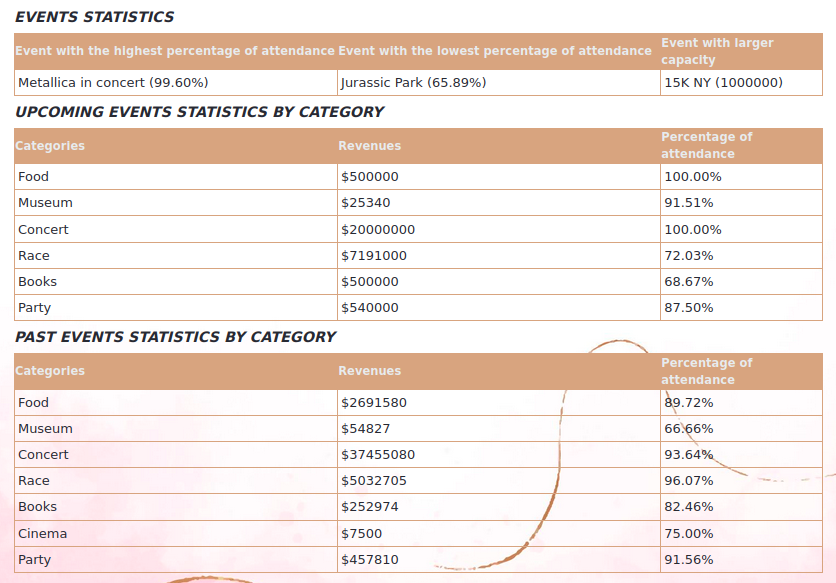 EVENTS STATISTICS
Event with the highest percentage of attendance Event with the lowest percentage of attendance Event with larger capacity
Metallica in concert (99.60%) Jurassic Park (65.89%) 15K NY (1000000)
UPCOMING EVENTS STATISTICS BY CATEGORY
Categories Revenues Percentage of attendance
Food $500000 100.00%
Museum $25340 91.51%
Concert $20000000 100.00%
Race $7191000 72.03%
Books $500000 68.67%
Party $540000 87.50%
PAST EVENTS STATISTICS BY CATEGORY
Categories Revenues Percentage of attendance
Food $2691580 89.72%
Museum $54827 66.66%
Concert $37455080 93.64%
Race $5032705 96.07%
Books $252974 82.46%
Cinema $7500 75.00%
Party $457810 91.56%